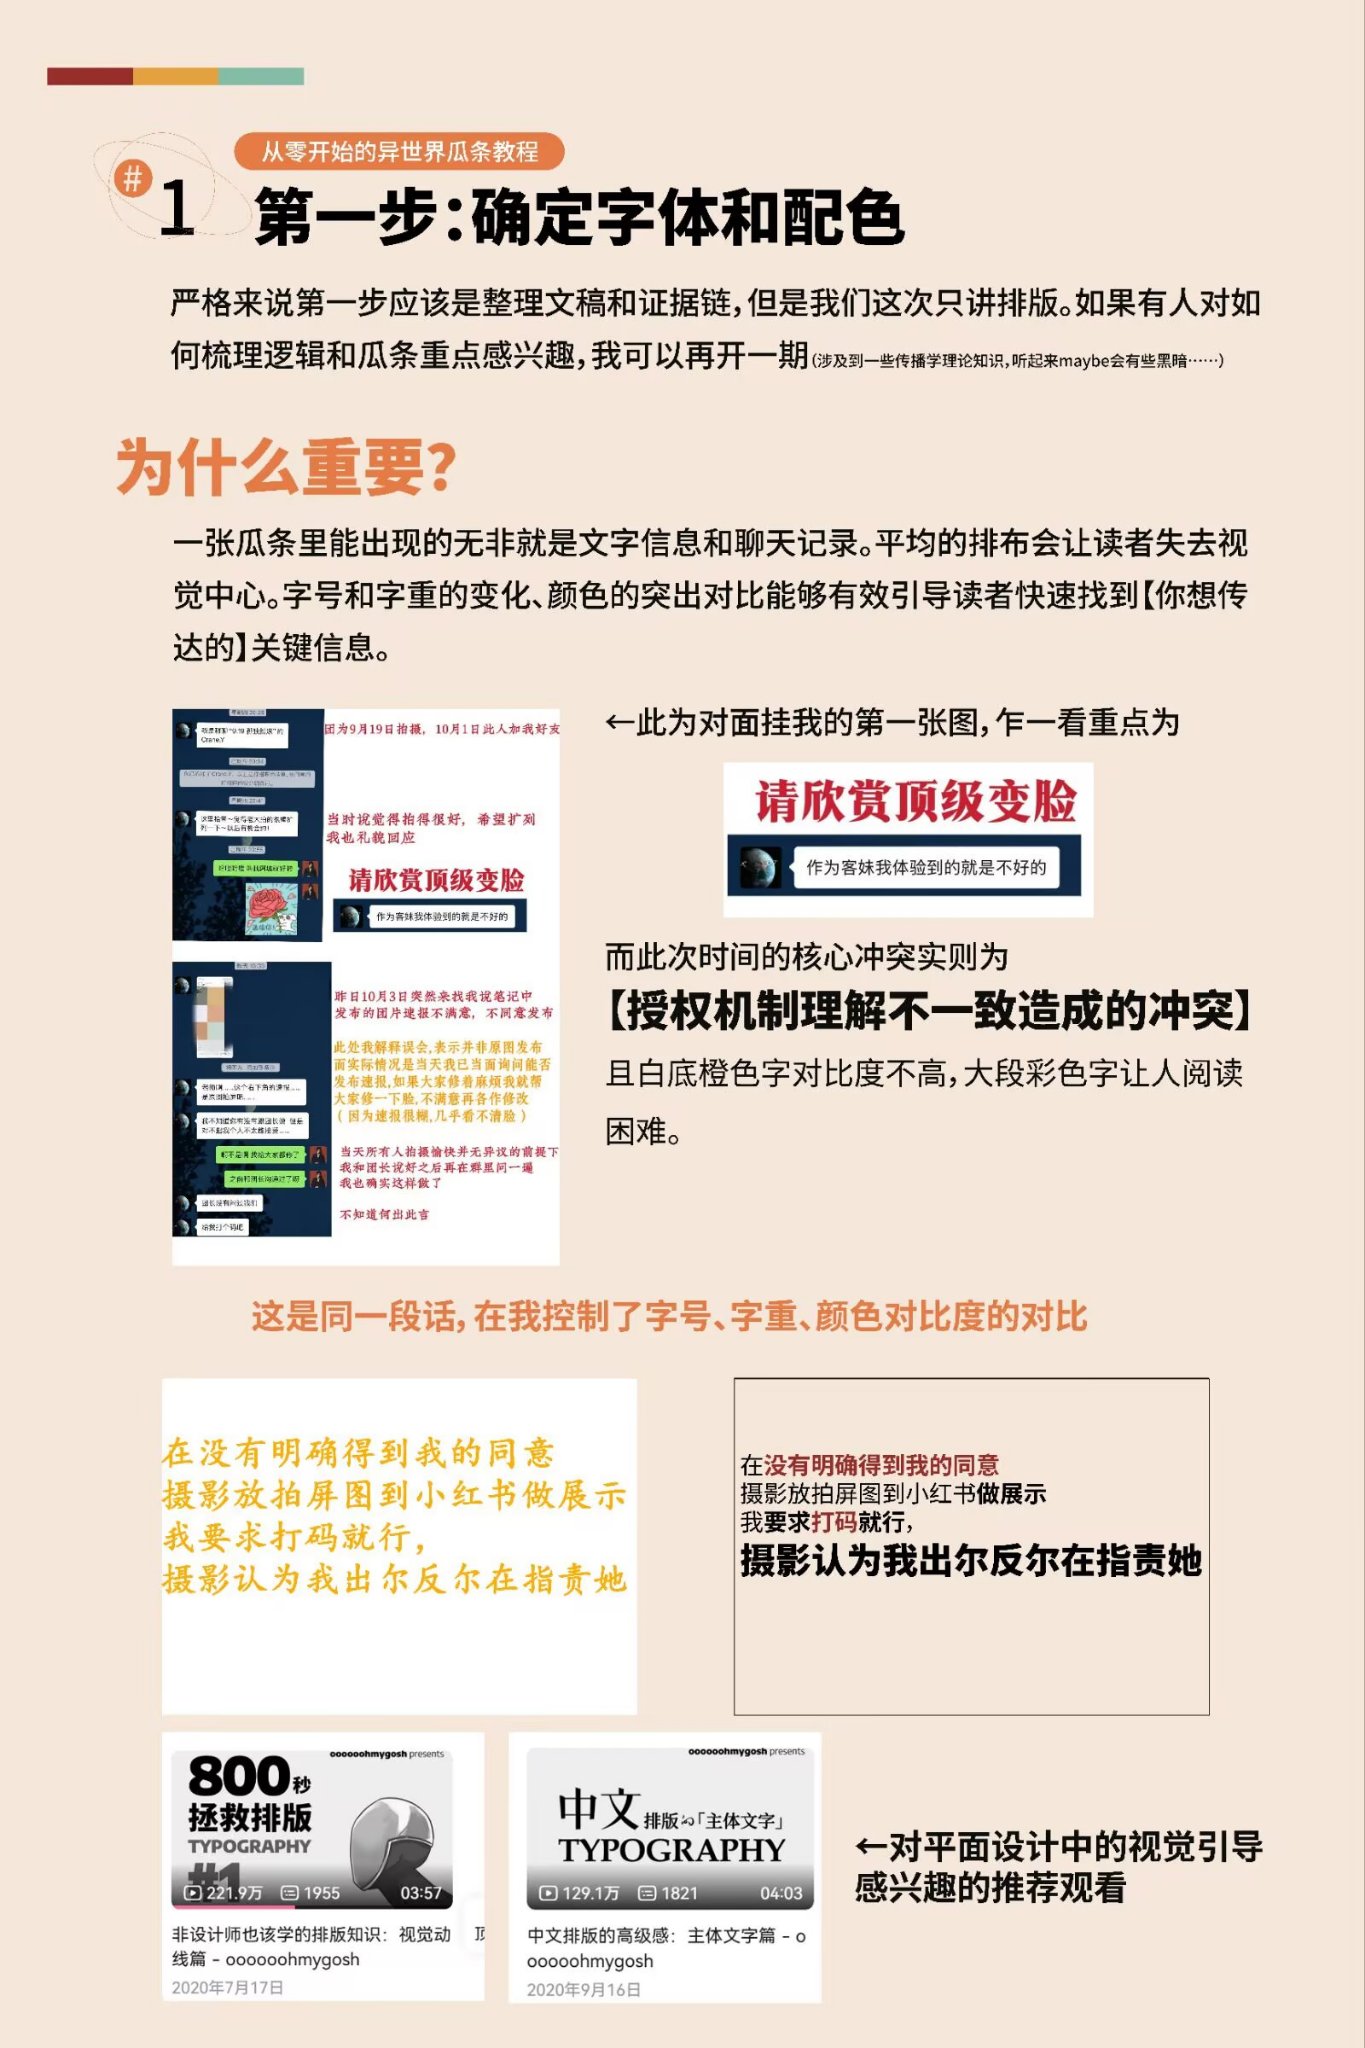 从零开始的异世界瓜条教程
#1
第一步：确定字体和配色
严格来说第一步应该是整理文稿和证据链，但是我们这次只讲排版。如果有人对如
何梳理逻辑和瓜条重点感兴趣，我可以再开一期（涉及到一些传播学理论知识，听起来maybe会有些黑暗……）
为什么重要？
一张瓜条里能出现的无非就是文字信息和聊天记录。平均的排布会让读者失去视
觉中心。字号和字重的变化、颜色的突出对比能够有效引导读者快速找到【你想传
达的】关键信息。
团为9月19日拍摄，10月1日此人加我好友
当时说觉得拍得很好，希望扩列
我也礼貌回应
请欣赏顶级变脸
作为客妹我体验到的就是不好的
昨日10月3日突然来找我说笔记中
发布的图片速报不满意，不同意发布
此处我解释误会，表示并非原图发布
而实际情况是当天我已当面询问能否
发布速报，如果大家修着麻烦我就帮
大家修一下脸，不满意再各作修改
（因为速报很糊，几乎看不清脸）
当天所有人拍摄愉快并无异议的前提下
我和团长说好之后再在群里问一遍
我也确实这样做了
不知道何出此言
给我打个码吧
←此为对面挂我的第一张图，乍一看重点为
请欣赏顶级变脸
作为客妹我体验到的就是不好的
而此次时间的核心冲突实则为
【授权机制理解不一致造成的冲突】
且白底橙色字对比度不高，大段彩色字让人阅读
困难。
这是同一段话，在我控制了字号、字重、颜色对比度的对比
在没有明确得到我的同意
摄影放拍屏图到小红书做展示
我要求打码就行，
摄影认为我出尔反尔在指责她
在没有明确得到我的同意
摄影放拍屏图到小红书做展示
我要求打码就行，
摄影认为我出尔反尔在指责她
oooooohmygosh presents
800秒
拯救排版
TYPOGRAPHY
#1
221.9万 1955 03:57
非设计师也该学的排版知识：视觉动
线篇 – oooooohmygosh
2020年7月17日
oooooohmygosh presents
中文排版の「主体文字」
TYPOGRAPHY
129.1万 1821 04:03
中文排版的高级感：主体文字篇 – o
ooooohmygosh
2020年9月16日
←对平面设计中的视觉引导
感兴趣的推荐观看